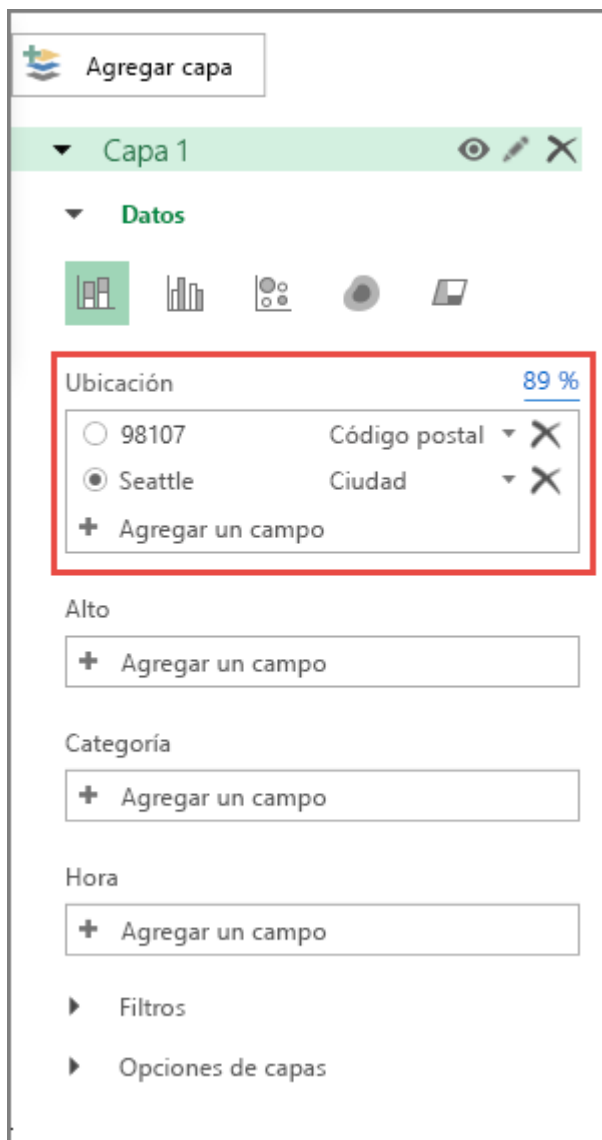 Agregar capa
Capa 1
Datos
Ubicación 89 %
98107 Código postal
Seattle Ciudad
Agregar un campo
Alto
Agregar un campo
Categoría
Agregar un campo
Hora
Agregar un campo
Filtros
Opciones de capas